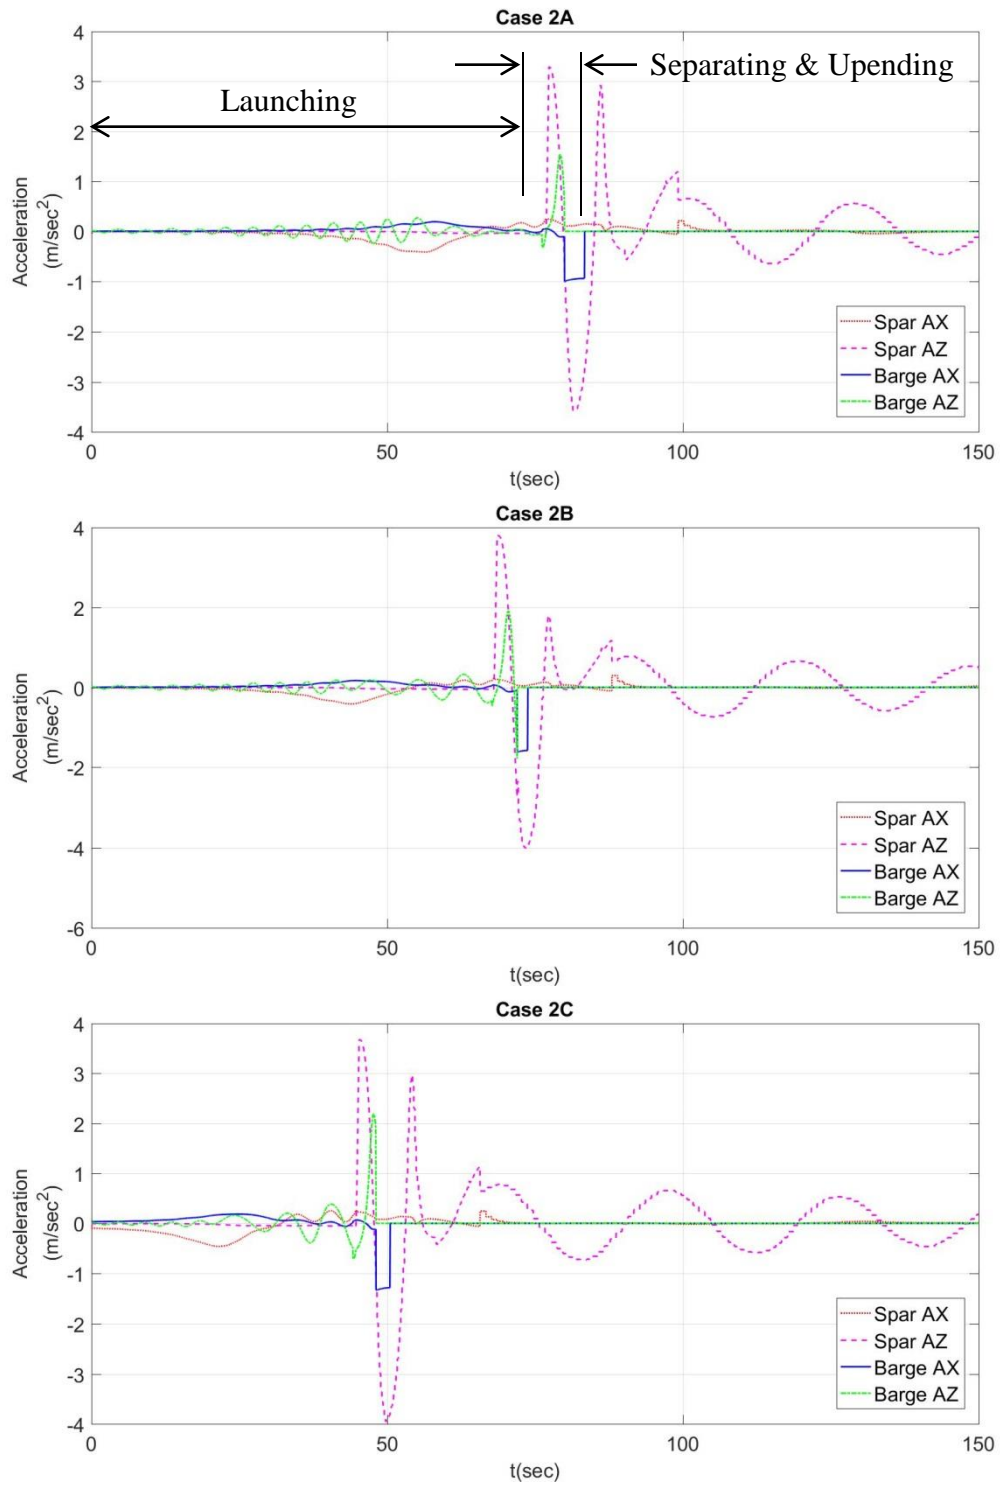 Case 2A
4
3
2
1
0
-1
-2
-3
-4
Acceleration
(m/sec²)
Launching
Separating & Upending
Spar AX
Spar AZ
Barge AX
Barge AZ
0 50 100 150
t(sec)
Case 2B
4
2
0
-2
-4
-6
Acceleration
(m/sec²)
Spar AX
Spar AZ
Barge AX
Barge AZ
0 50 100 150
t(sec)
Case 2C
4
3
2
1
0
-1
-2
-3
-4
Acceleration
(m/sec²)
Spar AX
Spar AZ
Barge AX
Barge AZ
0 50 100 150
t(sec)